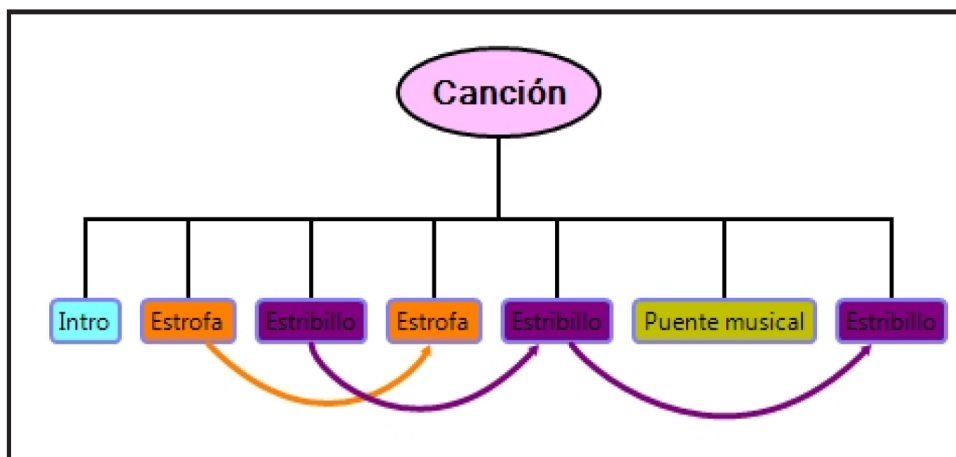 Canción
Intro
Estrofa
Estribillo
Estrofa
Estribillo
Puente musical
Estribillo